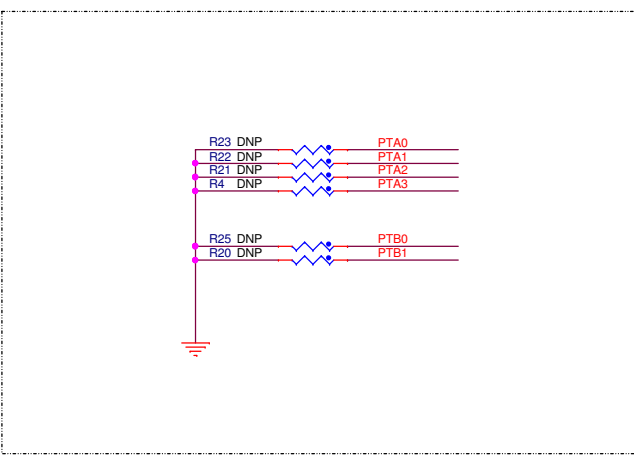 R23 DNP PTA0
R22 DNP PTA1
R21 DNP PTA2
R4 DNP PTA3
R25 DNP PTB0
R20 DNP PTB1